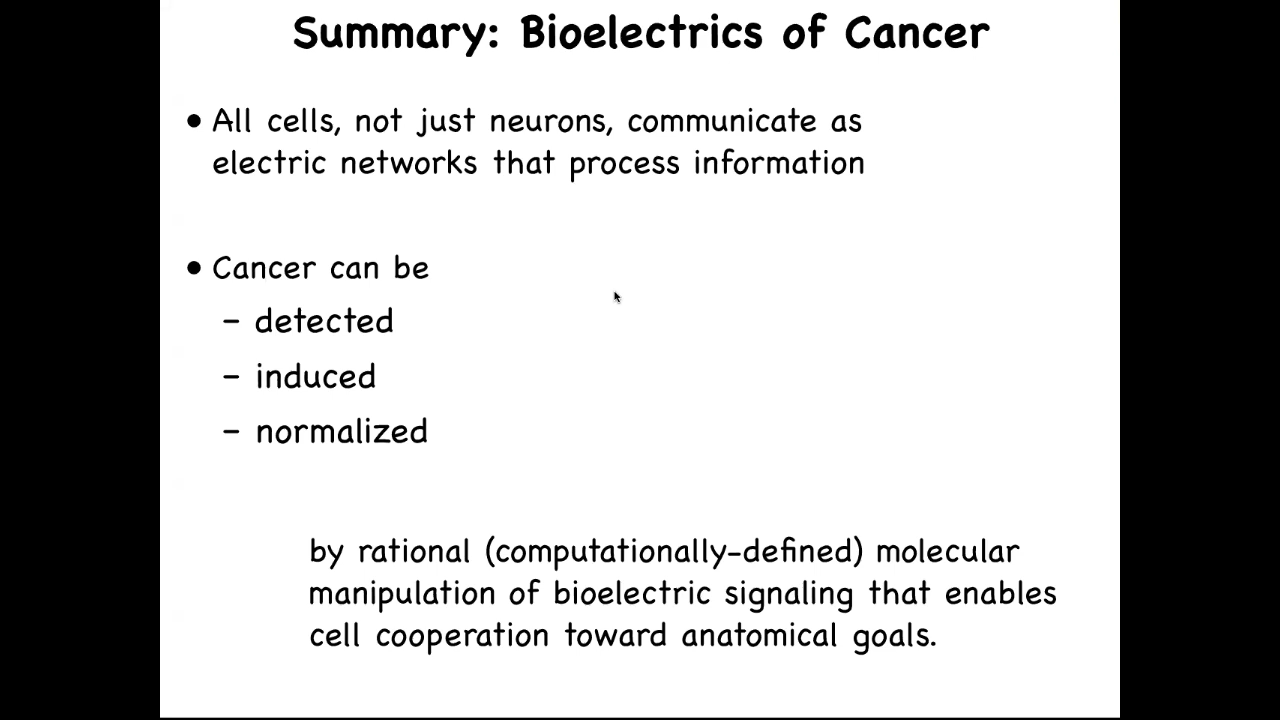 Summary: Bioelectrics of Cancer
• All cells, not just neurons, communicate as
electric networks that process information
• Cancer can be
– detected
– induced
– normalized
by rational (computationally-defined) molecular
manipulation of bioelectric signaling that enables
cell cooperation toward anatomical goals.